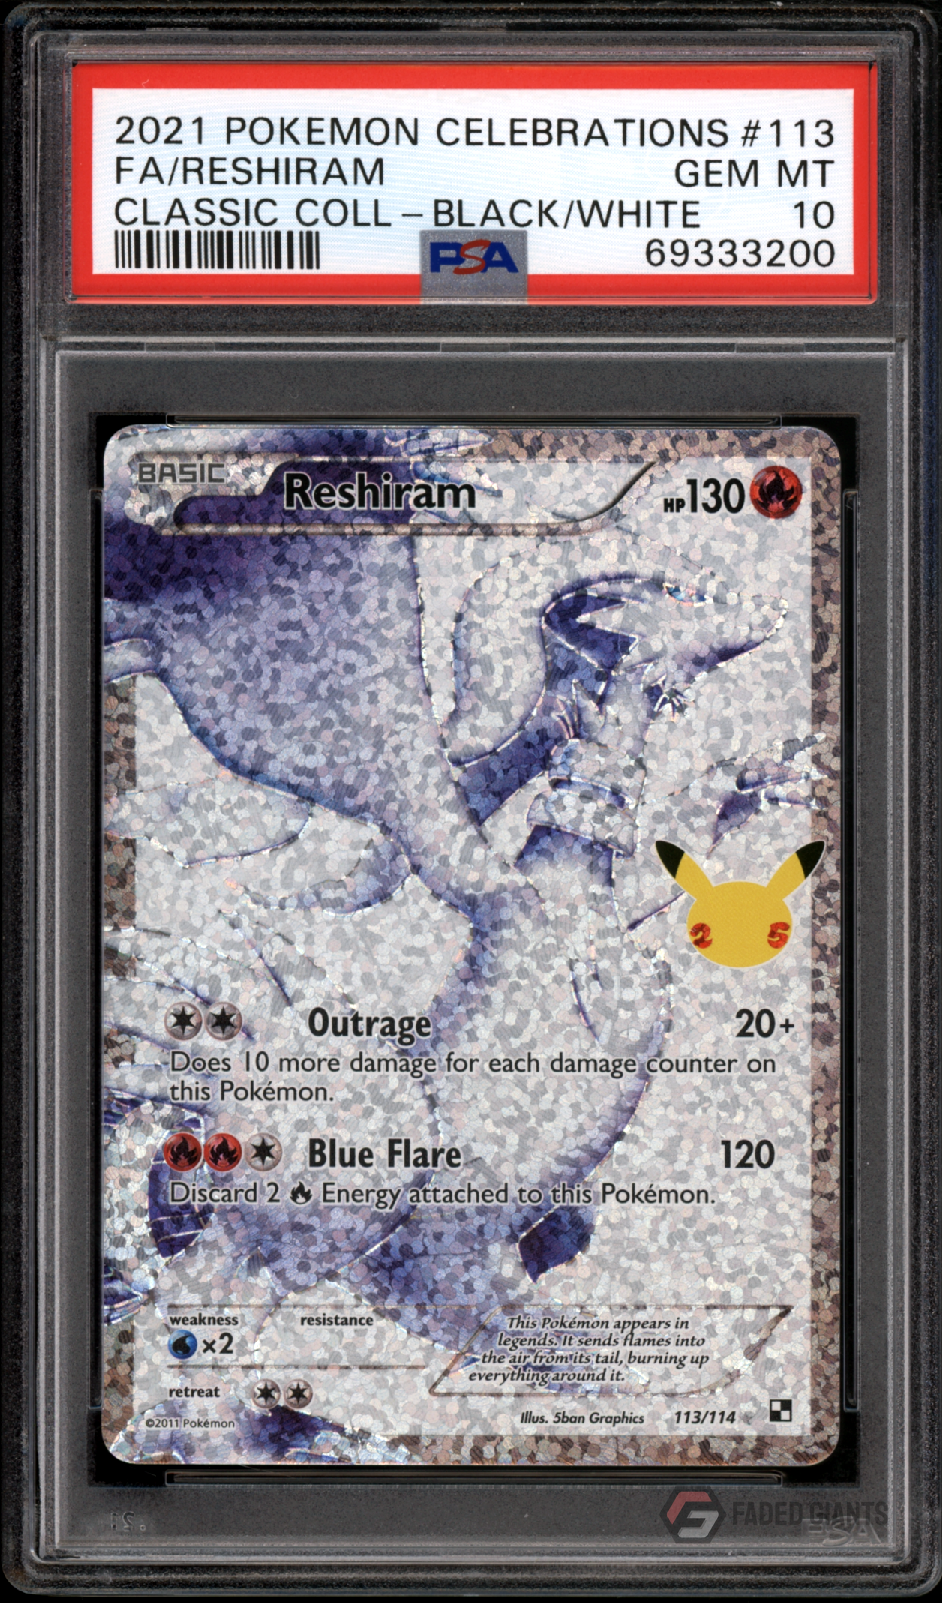 2021 POKEMON CELEBRATIONS #113
FA/RESHIRAM GEM MT
CLASSIC COLL-BLACK/WHITE 10
PSA 69333200
BASIC Reshiram HP130
25
Outrage 20+
Does 10 more damage for each damage counter on
this Pokémon.
Blue Flare 120
Discard 2 Energy attached to this Pokémon.
weakness resistance
×2
This Pokémon appears in
legends. It sends flames into
the air from its tail, burning up
everything around it.
retreat
©2011 Pokémon Illus. 5ban Graphics 113/114
FADED GIANTS